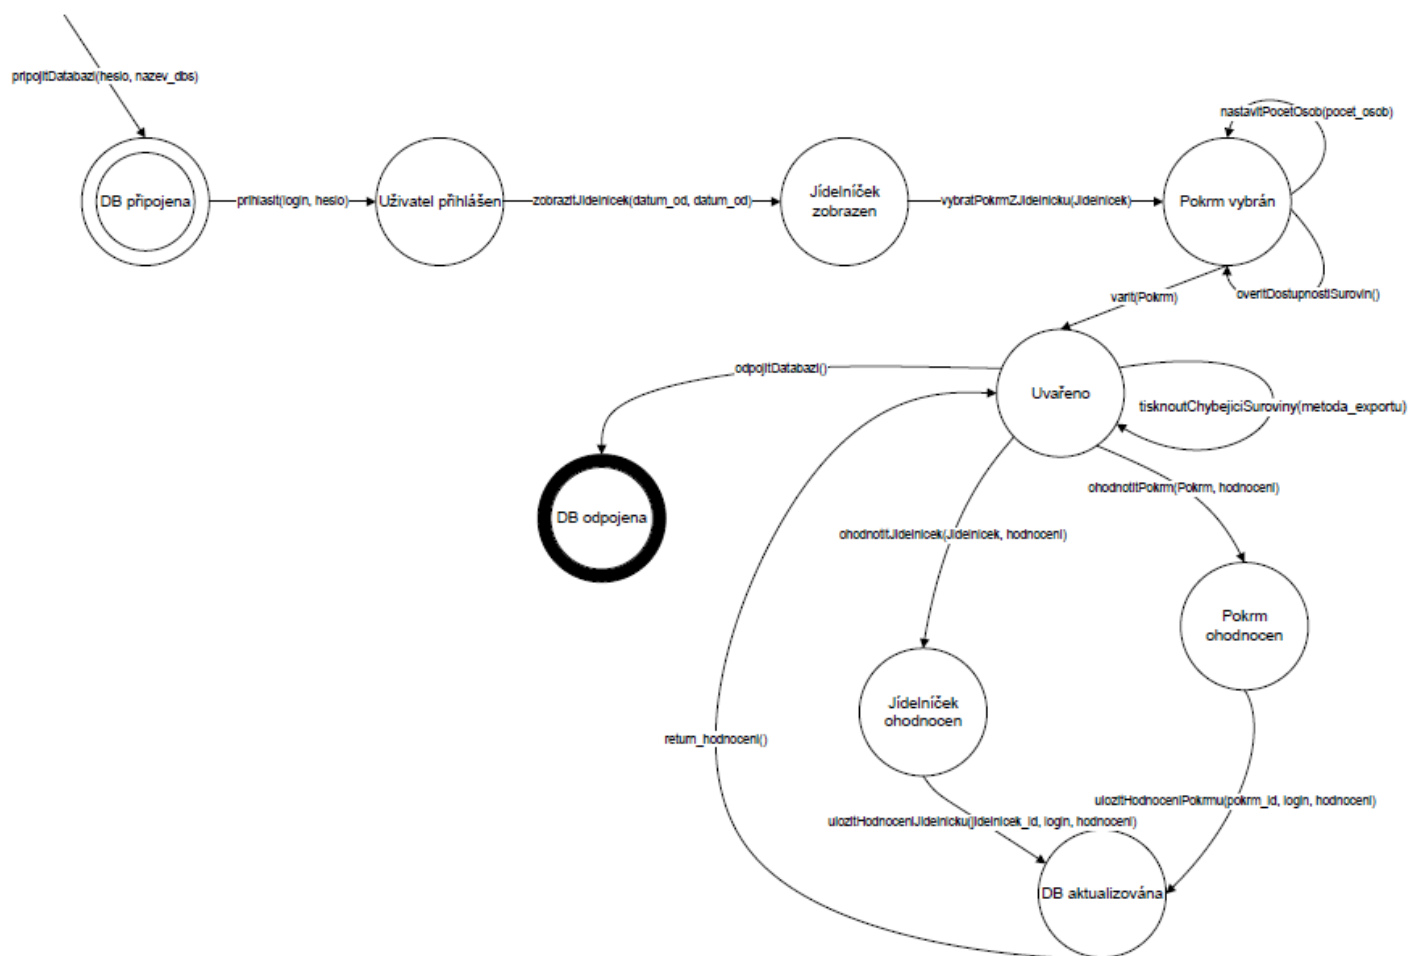 pripojitDatabazi(heslo, nazev_dbs)
nastavitPocetOsob(pocet_osob)
DB připojena
prihlasit(login, heslo)
Uživatel přihlášen
zobrazitJidelnicek(datum_od, datum_od)
Jídelníček
zobrazen
vybratPokrmZJidelnicku(Jidelnicek)
Pokrm vybrán
varit(Pokrm)
overitDostupnostSurovin()
odpojitDatabazi()
Uvařeno
tisknoutChybejiciSuroviny(metoda_exportu)
ohodnotitPokrm(Pokrm, hodnoceni)
DB odpojena
ohodnotitJidelnicek(Jidelnicek, hodnoceni)
Pokrm
ohodnocen
Jídelníček
ohodnocen
return_hodnoceni()
ulozitHodnoceniPokrmu(pokrm_id, login, hodnoceni)
ulozitHodnoceniJidelnicku(jidelnicek_id, login, hodnoceni)
DB aktualizována